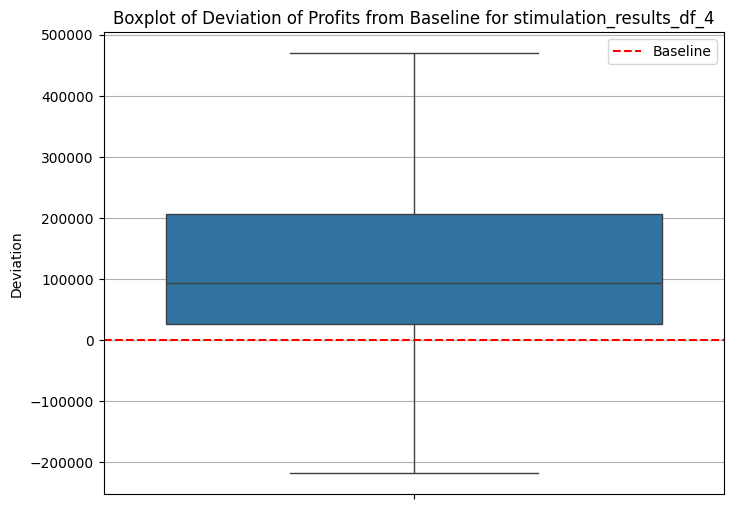 Boxplot of Deviation of Profits from Baseline for stimulation_results_df_4
500000
Baseline
400000
300000
200000
100000
0
−100000
−200000
Deviation